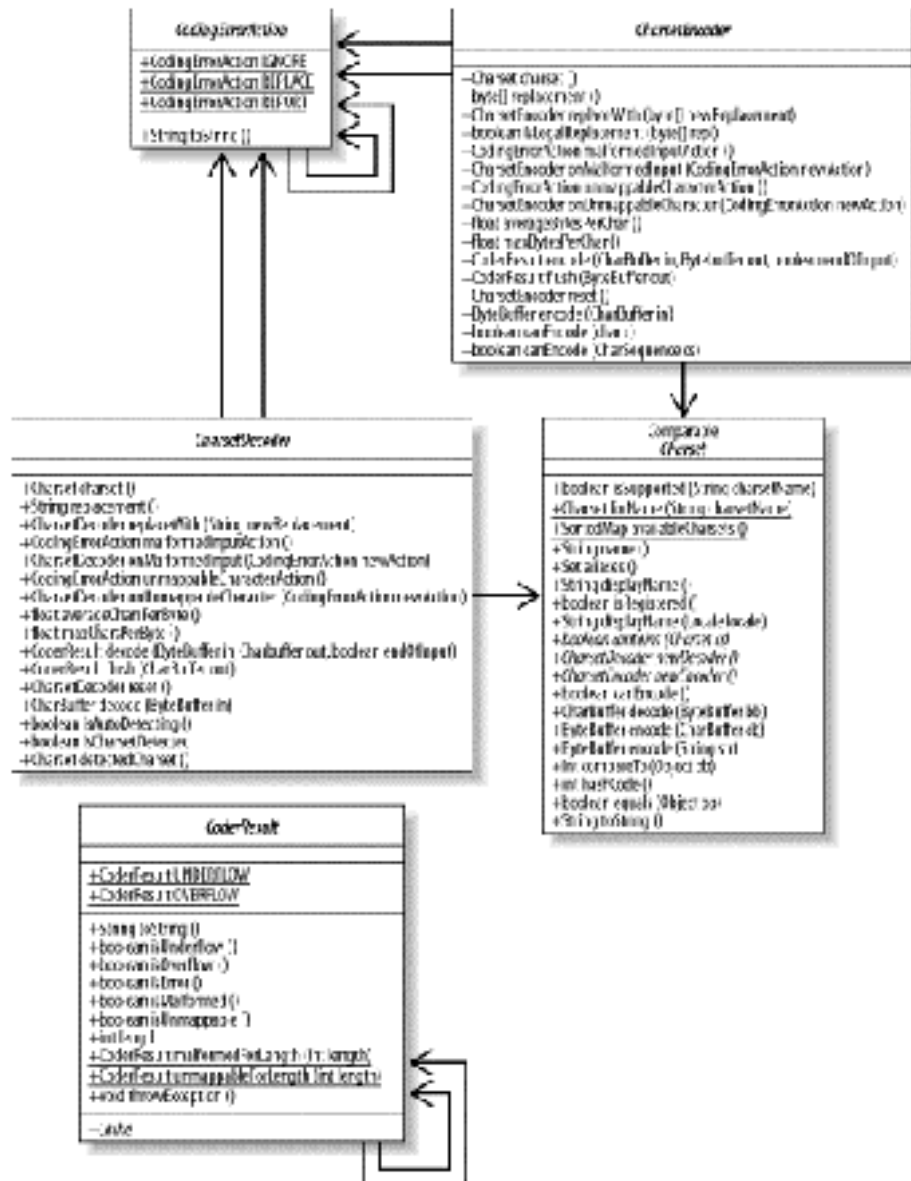 CodingErrorAction
+CodingErrorAction IGNORE
+CodingErrorAction REPLACE
+CodingErrorAction REPORT
+String toString ()
CharsetEncoder
+Charset charset ()
byte[] replacement ()
+CharsetEncoder replaceWith (byte[] newReplacement)
+boolean isLegalReplacement (byte[] repl)
+CodingErrorAction malformedInputAction ()
+CharsetEncoder onMalformedInput (CodingErrorAction newAction)
+CodingErrorAction unmappableCharacterAction ()
+CharsetEncoder onUnmappableCharacter (CodingErrorAction newAction)
+float averageBytesPerChar ()
+float maxBytesPerChar()
+CoderResult encode (CharBuffer in, ByteBuffer out, boolean endOfInput)
+CoderResult flush (ByteBuffer out)
CharsetEncoder reset ()
+ByteBuffer encode (CharBuffer in)
+boolean canEncode (char c)
+boolean canEncode (CharSequence cs)
CharsetDecoder
+Charset charset ()
+String replacement ()
+CharsetDecoder replaceWith (String newReplacement)
+CodingErrorAction malformedInputAction ()
+CharsetDecoder onMalformedInput (CodingErrorAction newAction)
+CodingErrorAction unmappableCharacterAction ()
+CharsetDecoder onUnmappableCharacter (CodingErrorAction newAction)
+float averageCharsPerByte ()
+float maxCharsPerByte ()
+CoderResult decode (ByteBuffer in, CharBuffer out, boolean endOfInput)
+CoderResult flush (CharBuffer out)
+CharsetDecoder reset ()
+CharBuffer decode (ByteBuffer in)
+boolean isAutoDetecting ()
+boolean isCharsetDetected
+Charset detectedCharset ()
Comparable
Charset
+boolean isSupported (String charsetName)
+Charset forName (String charsetName)
+SortedMap availableCharsets ()
+String name ()
+Set aliases ()
+String displayName ()
+boolean isRegistered ()
+String displayName (Locale locale)
+boolean contains (Charset cs)
+CharsetDecoder newDecoder ()
+CharsetEncoder newEncoder ()
+boolean canEncode ()
+CharBuffer decode (ByteBuffer bb)
+ByteBuffer encode (CharBuffer cb)
+ByteBuffer encode (String str)
+int compareTo (Object ob)
+int hashCode ()
+boolean equals (Object ob)
+String toString ()
CoderResult
+CoderResult UNDERFLOW
+CoderResult OVERFLOW
+String toString ()
+boolean isUnderflow ()
+boolean isOverflow ()
+boolean isError ()
+boolean isMalformed ()
+boolean isUnmappable ()
+int length
+CoderResult malformedForLength (int length)
+CoderResult unmappableForLength (int length)
+void throwException ()